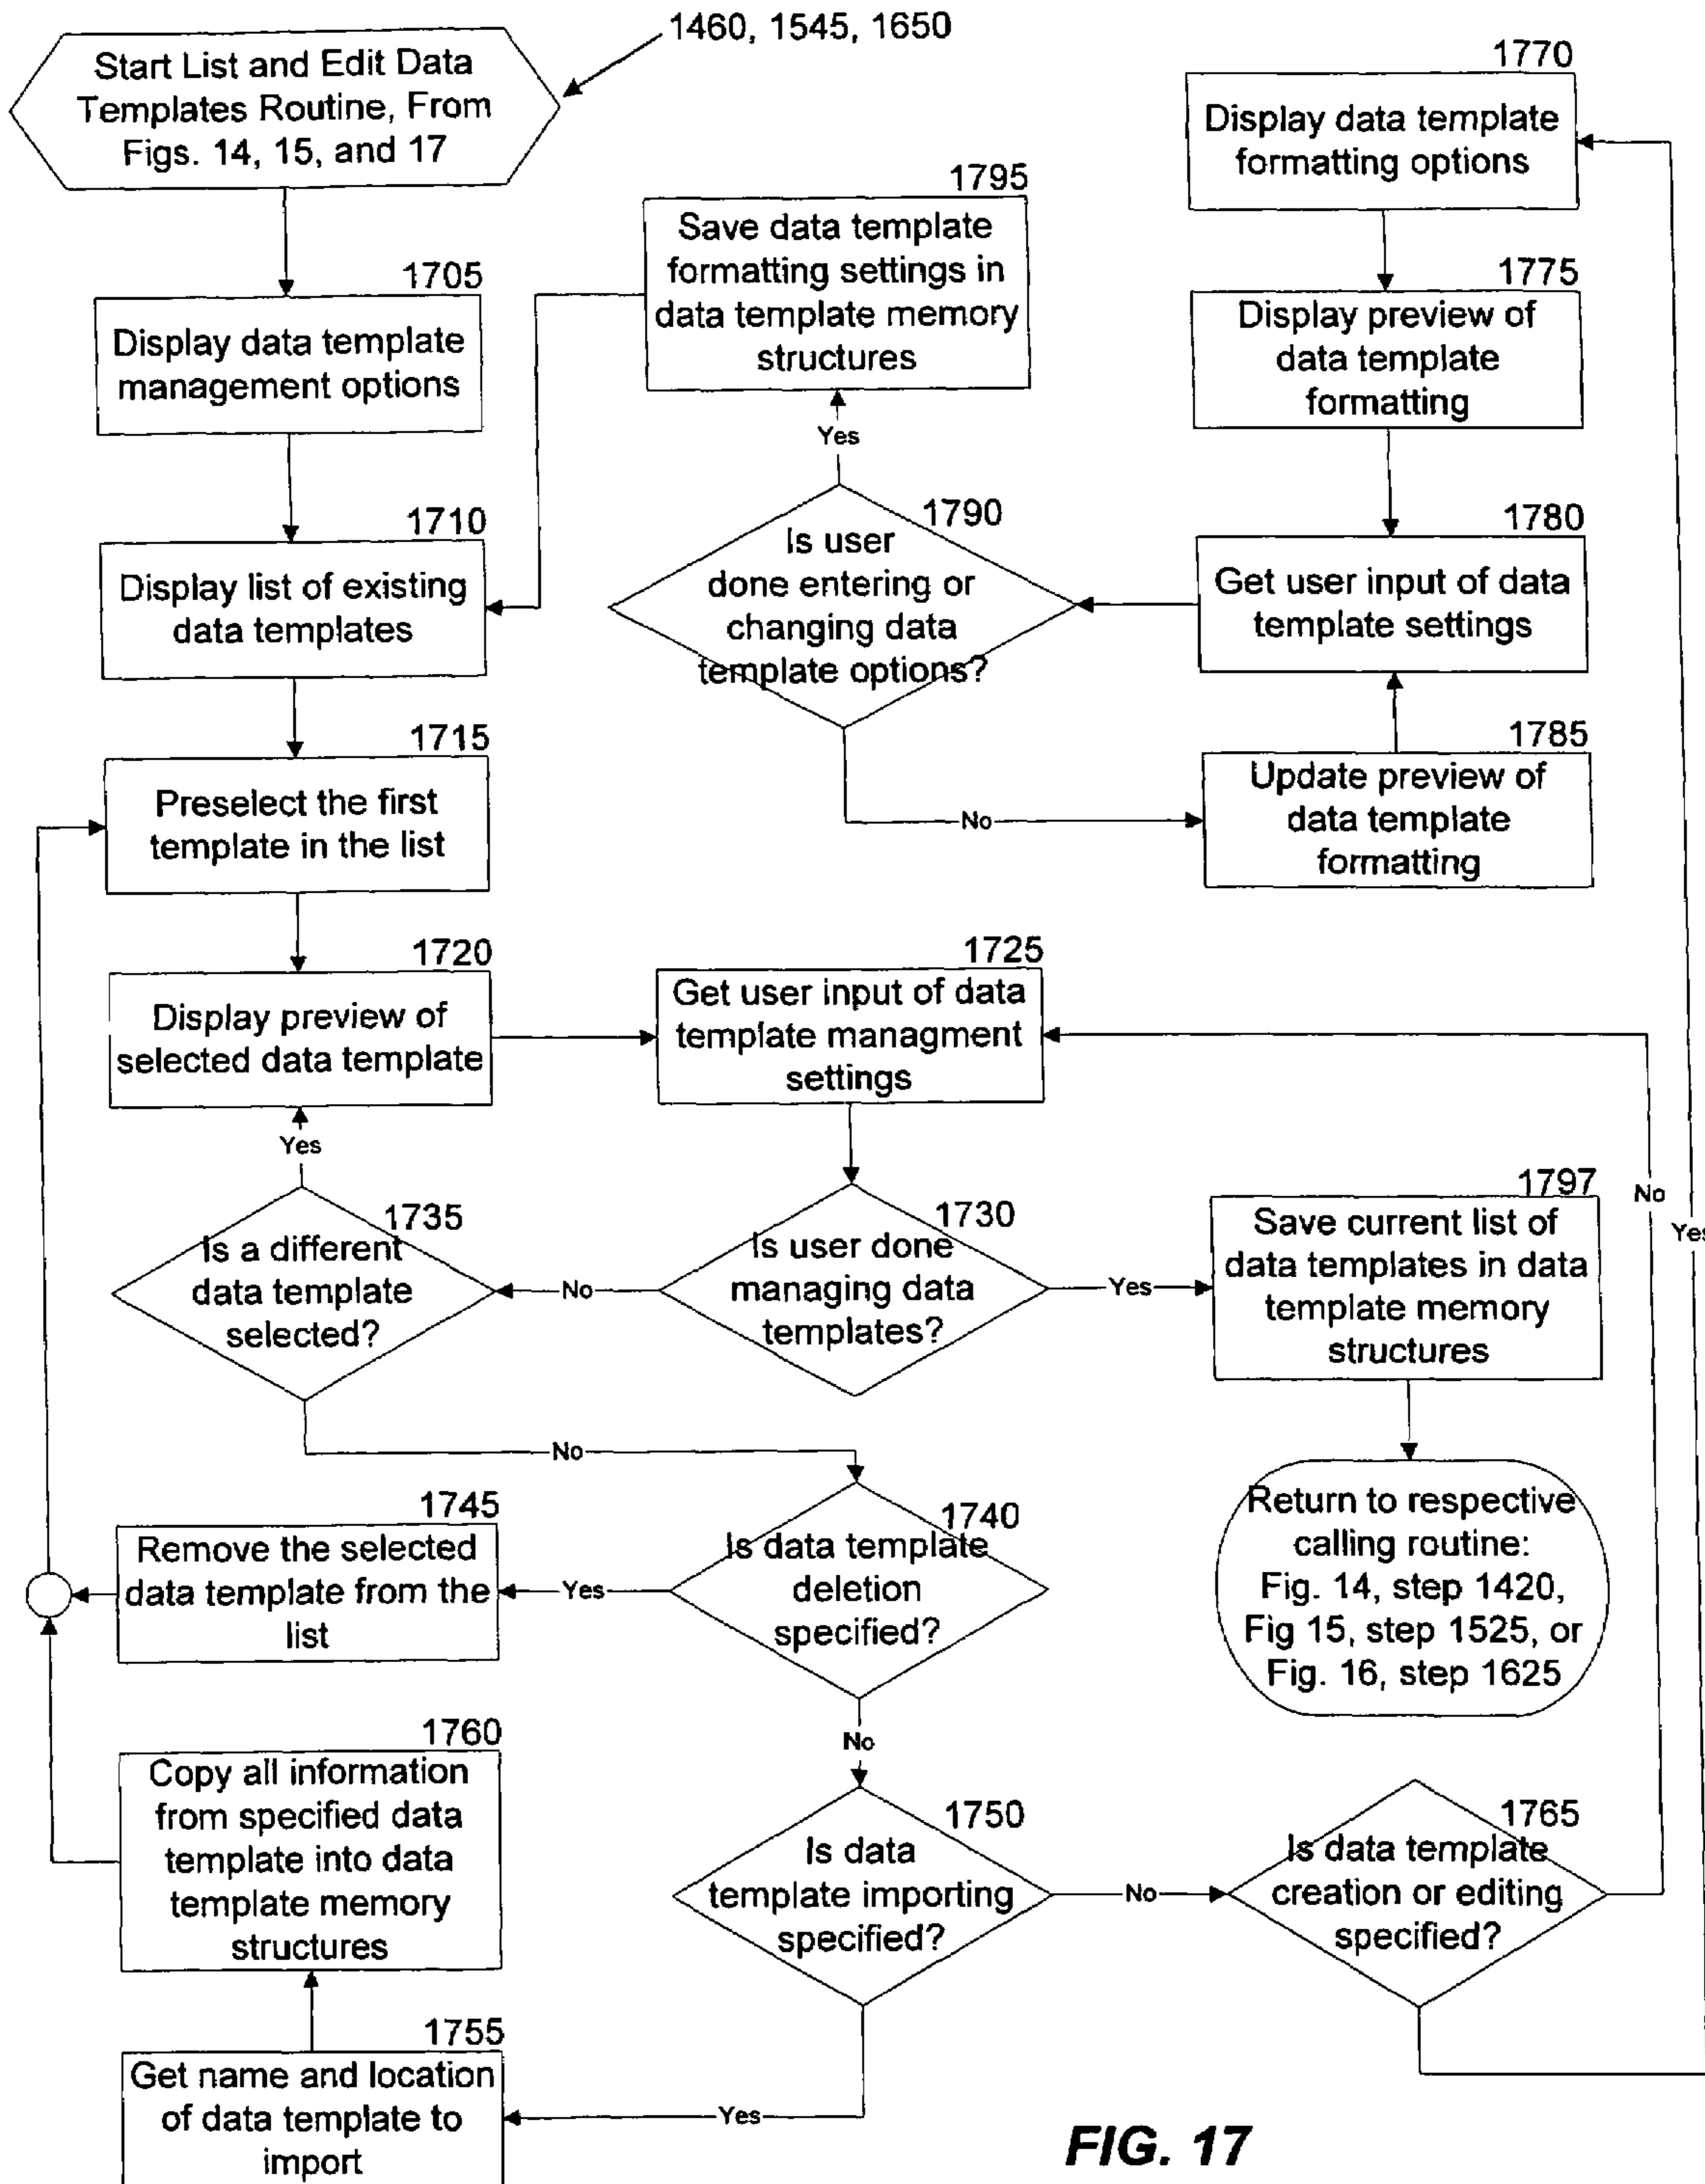 1460, 1545, 1650
Start List and Edit Data
Templates Routine, From
Figs. 14, 15, and 17
1705
Display data template
management options
1710
Display list of existing
data templates
1715
Preselect the first
template in the list
1720
Display preview of
selected data template
1725
Get user input of data
template managment
settings
1730
Is user done
managing data
templates?
No
Yes
1735
Is a different
data template
selected?
Yes
No
1740
Is data template
deletion
specified?
Yes
No
1745
Remove the selected
data template from the
list
1750
Is data
template importing
specified?
No
Yes
1755
Get name and location
of data template to
import
1760
Copy all information
from specified data
template into data
template memory
structures
1765
Is data template
creation or editing
specified?
No
Yes
1770
Display data template
formatting options
1775
Display preview of
data template
formatting
1780
Get user input of data
template settings
1785
Update preview of
data template
formatting
1790
Is user
done entering or
changing data
template options?
Yes
No
1795
Save data template
formatting settings in
data template memory
structures
1797
Save current list of
data templates in data
template memory
structures
Return to respective
calling routine:
Fig. 14, step 1420,
Fig 15, step 1525, or
Fig. 16, step 1625
FIG. 17